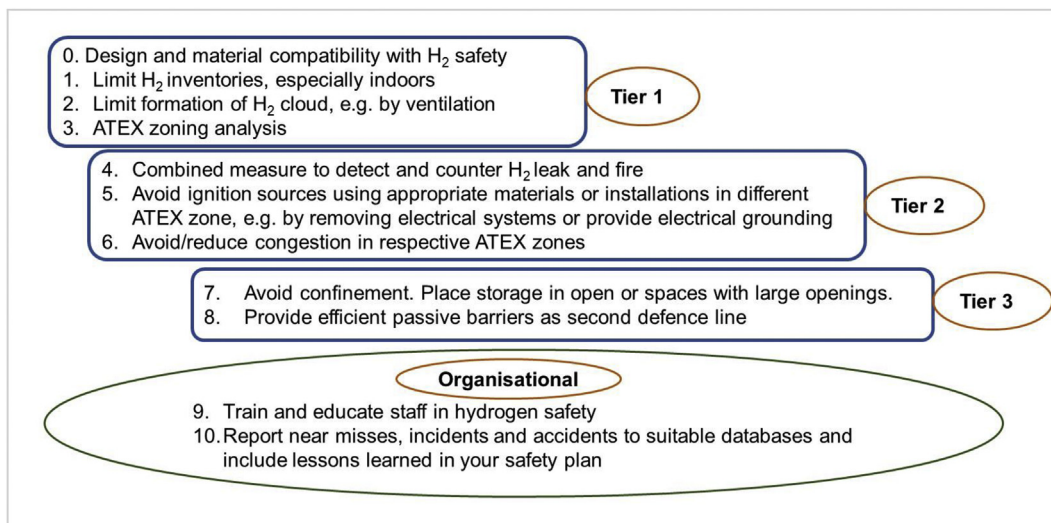 0. Design and material compatibility with H₂ safety
1. Limit H₂ inventories, especially indoors
2. Limit formation of H₂ cloud, e.g. by ventilation
3. ATEX zoning analysis
Tier 1
4. Combined measure to detect and counter H₂ leak and fire
5. Avoid ignition sources using appropriate materials or installations in different
ATEX zone, e.g. by removing electrical systems or provide electrical grounding
6. Avoid/reduce congestion in respective ATEX zones
Tier 2
7. Avoid confinement. Place storage in open or spaces with large openings.
8. Provide efficient passive barriers as second defence line
Tier 3
Organisational
9. Train and educate staff in hydrogen safety
10. Report near misses, incidents and accidents to suitable databases and
include lessons learned in your safety plan